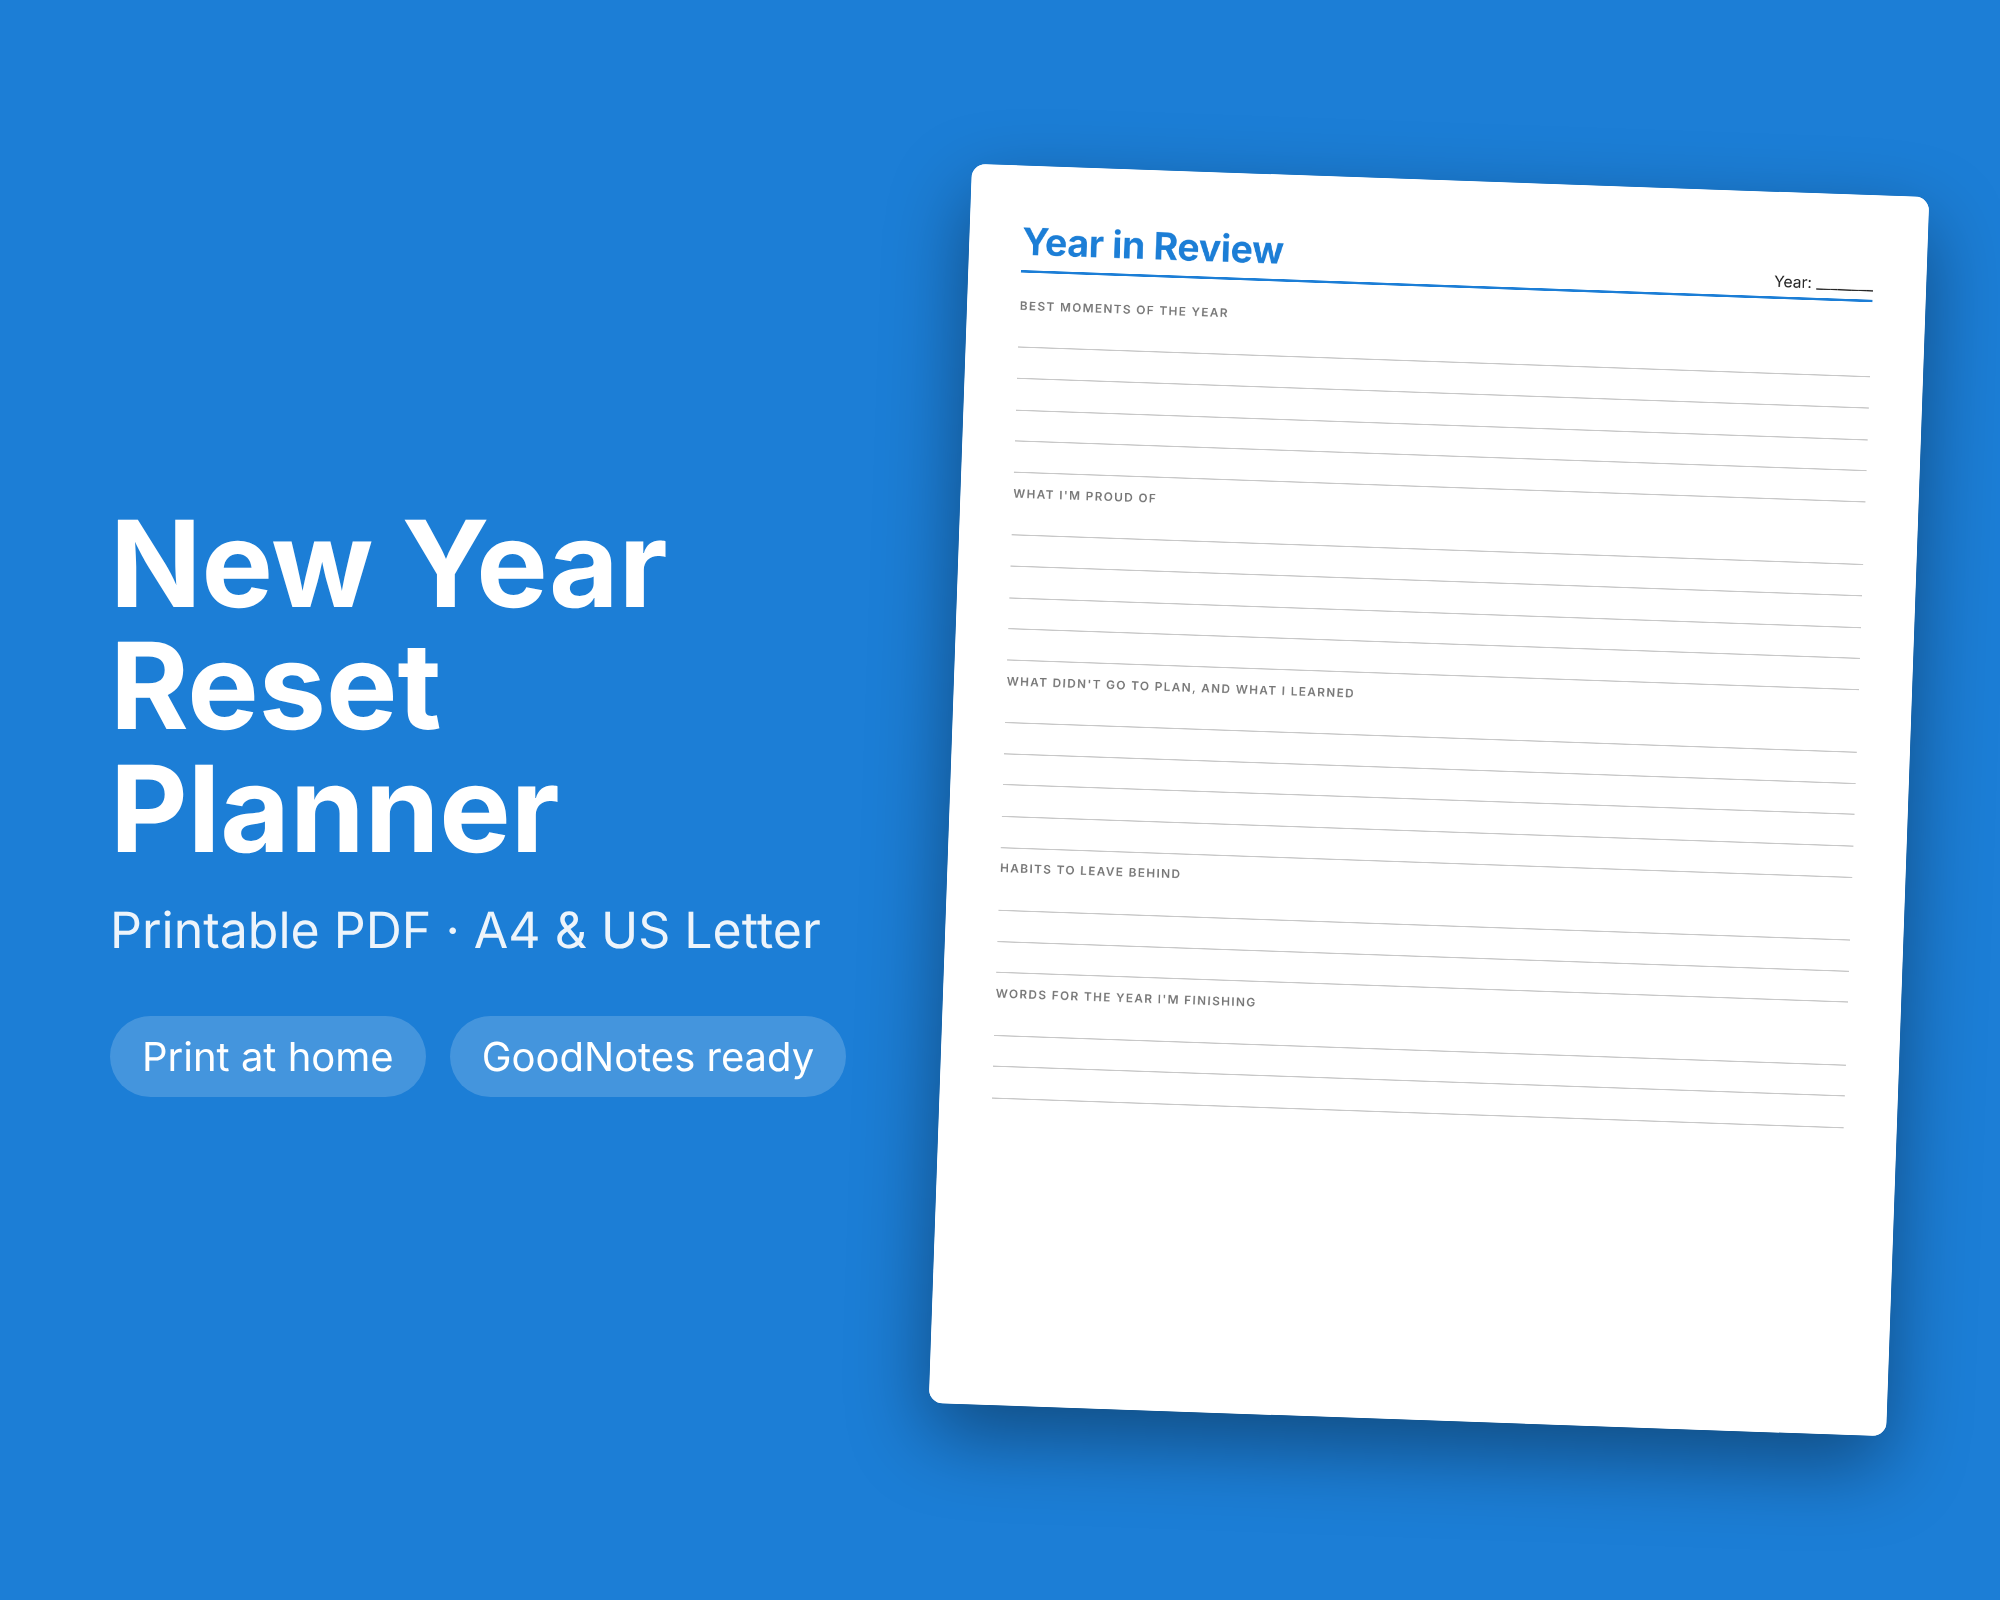 New Year
Reset
Planner
Printable PDF · A4 & US Letter
Print at home
GoodNotes ready
Year in Review
Year: ______
BEST MOMENTS OF THE YEAR
WHAT I'M PROUD OF
WHAT DIDN'T GO TO PLAN, AND WHAT I LEARNED
HABITS TO LEAVE BEHIND
WORDS FOR THE YEAR I'M FINISHING